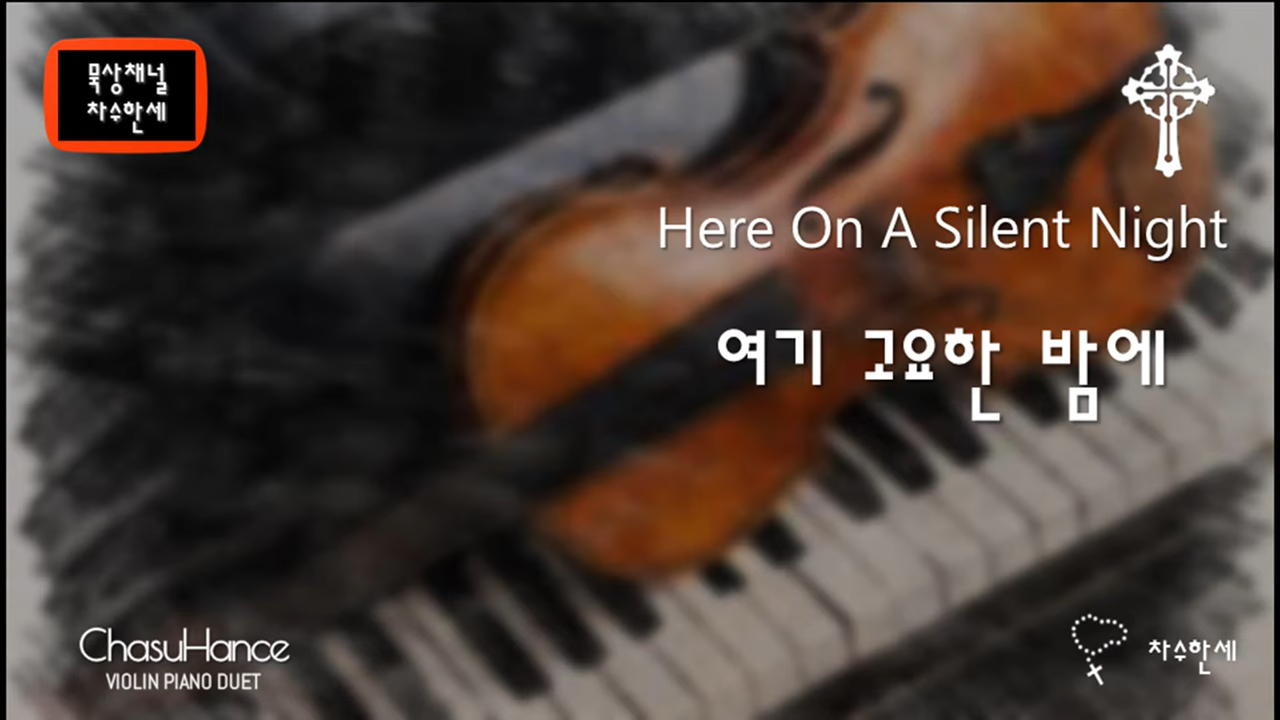 묵상채널
차수한세
Here On A Silent Night
여기 고요한 밤에
ChasuHance
VIOLIN PIANO DUET
차수한세